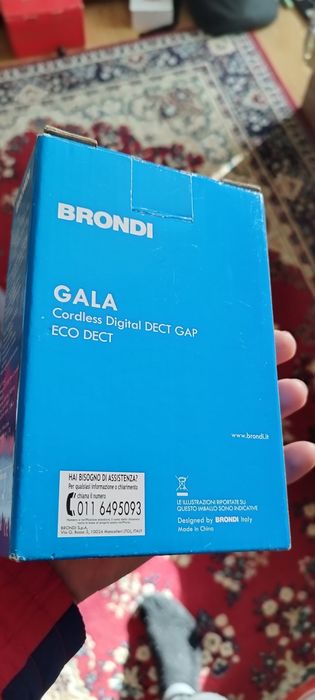 BRONDI
GALA
Cordless Digital DECT GAP
ECO DECT
www.brondi.it
HAI BISOGNO DI ASSISTENZA?
Per qualsiasi informazione o chiarimento
chiama il numero
011 6495093
BRONDI S.p.A.
LE ILLUSTRAZIONI RIPORTATE SU
QUESTO IMBALLO SONO INDICATIVE
Designed by BRONDI Italy
Made in China